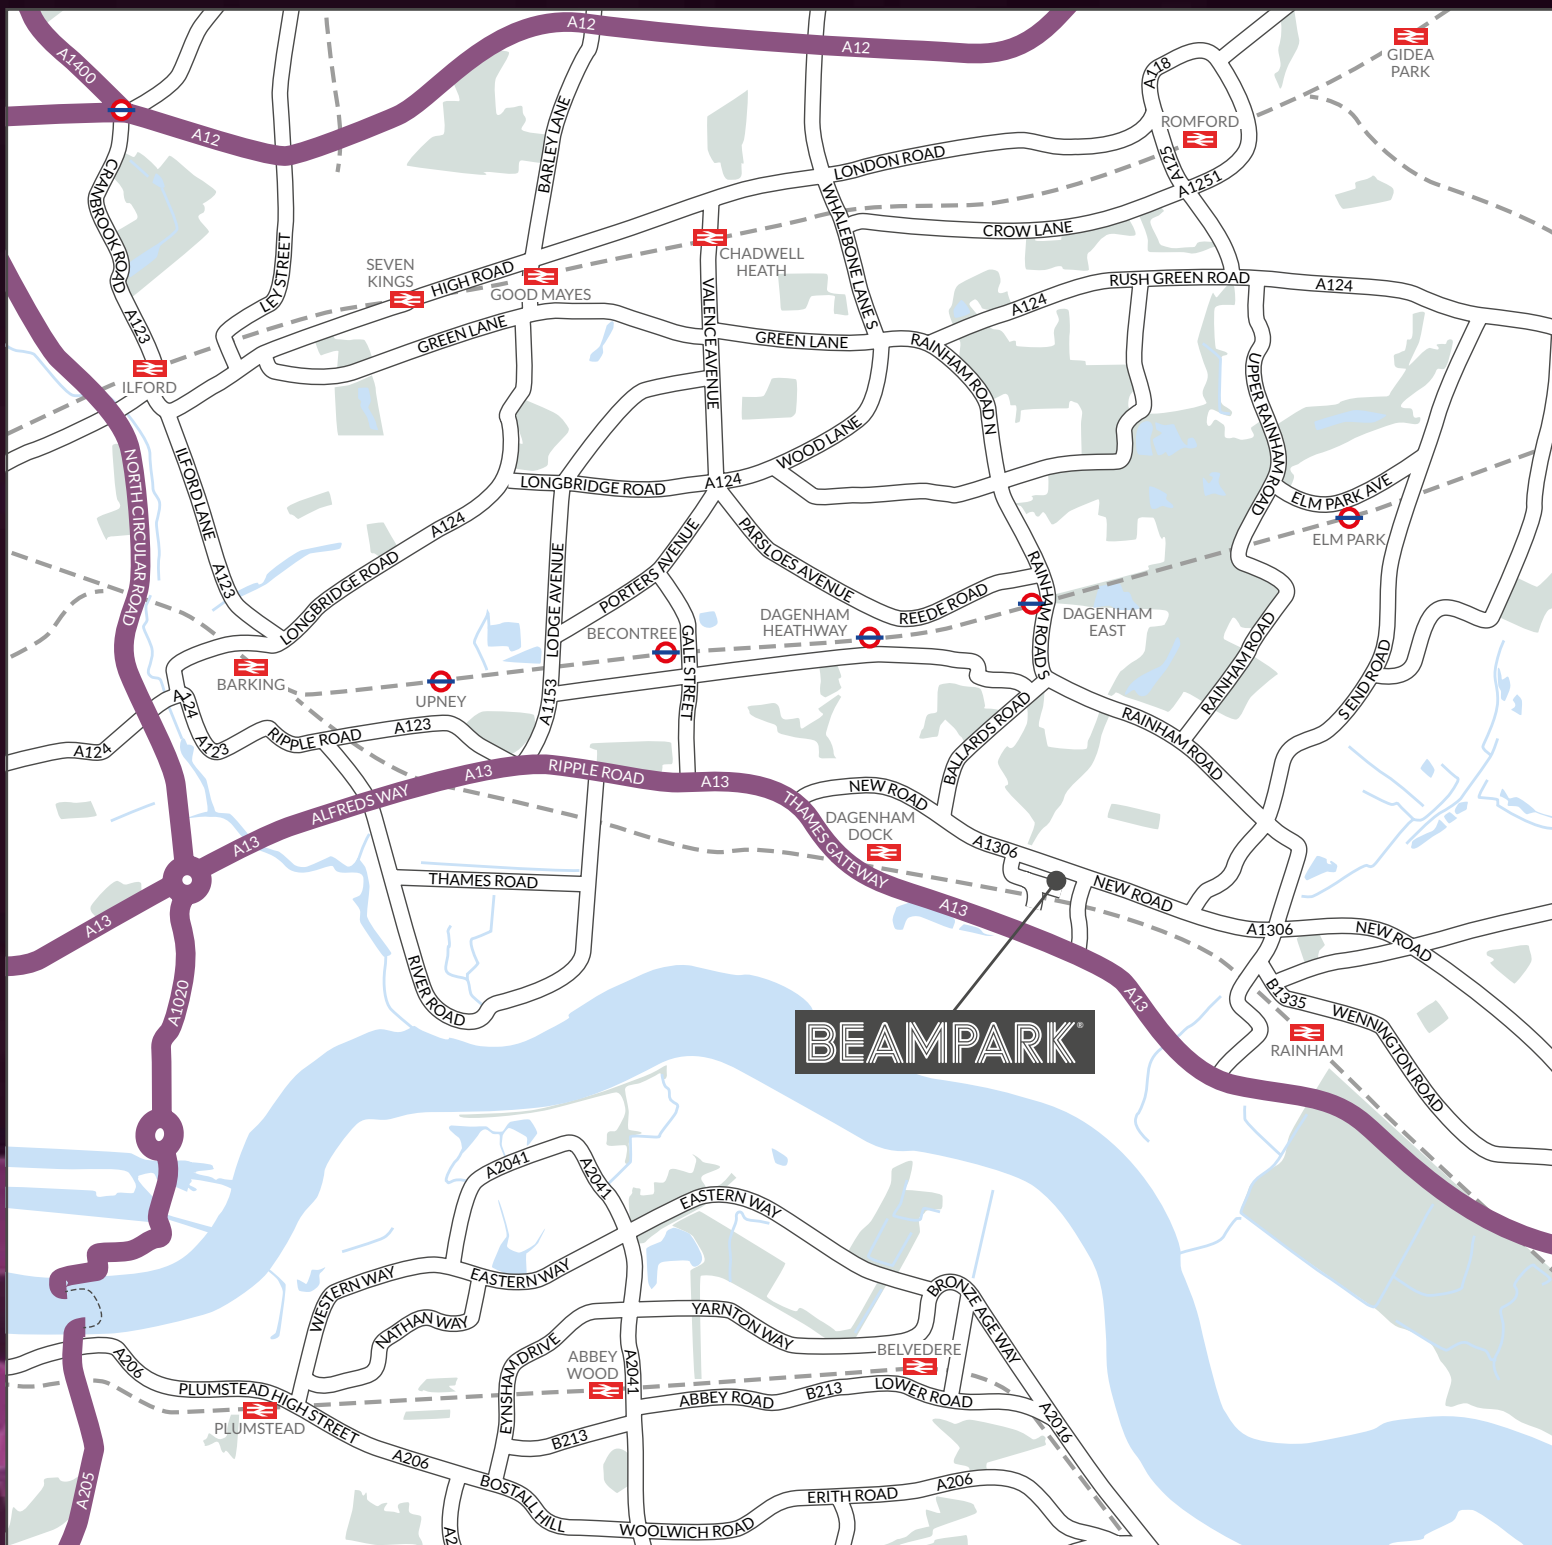 A12
A12
A1400
GIDEA
PARK
A118
ROMFORD
A12
BARLEY LANE
LONDON ROAD
A125
A1251
CRANBROOK ROAD
WHALEBONE LANE S
CROW LANE
LEY STREET
SEVEN
KINGS
HIGH ROAD
GOOD MAYES
CHADWELL
HEATH
RUSH GREEN ROAD
A124
A124
A123
GREEN LANE
VALENCE AVENUE
GREEN LANE
RAINHAM ROAD N
ILFORD
UPPER RAINHAM ROAD
WOOD LANE
NORTH CIRCULAR ROAD
ILFORD LANE
LONGBRIDGE ROAD
A124
ELM PARK AVE
ELM PARK
A124
PORTERS AVENUE
PARSLOES AVENUE
LONGBRIDGE ROAD
A123
LODGE AVENUE
RAINHAM ROAD S
REEDE ROAD
DAGENHAM
HEATHWAY
DAGENHAM
EAST
BECONTREE
GALE STREET
BARKING
UPNEY
RAINHAM ROAD
SEND ROAD
A124
A1153
A123
RIPPLE ROAD
A123
A124
BALLARDS ROAD
RAINHAM ROAD
A13
RIPPLE ROAD
A13
ALFREDS WAY
NEW ROAD
THAMES GATEWAY
DAGENHAM
DOCK
A13
A1306
THAMES ROAD
NEW ROAD
A13
A13
A1306
NEW ROAD
RIVER ROAD
A1020
A13
B1335
WENNINGTON ROAD
BEAMPARK®
RAINHAM
A2041
A2041
EASTERN WAY
WESTERN WAY
EASTERN WAY
BRONZE AGE WAY
NATHAN WAY
YARNTON WAY
EYNSHAM DRIVE
ABBEY
WOOD
A2041
BELVEDERE
A206
PLUMSTEAD HIGH STREET
PLUMSTEAD
ABBEY ROAD
B213
LOWER ROAD
A2016
B213
A206
A205
BOSTALL HILL
ERITH ROAD
A206
WOOLWICH ROAD
A2